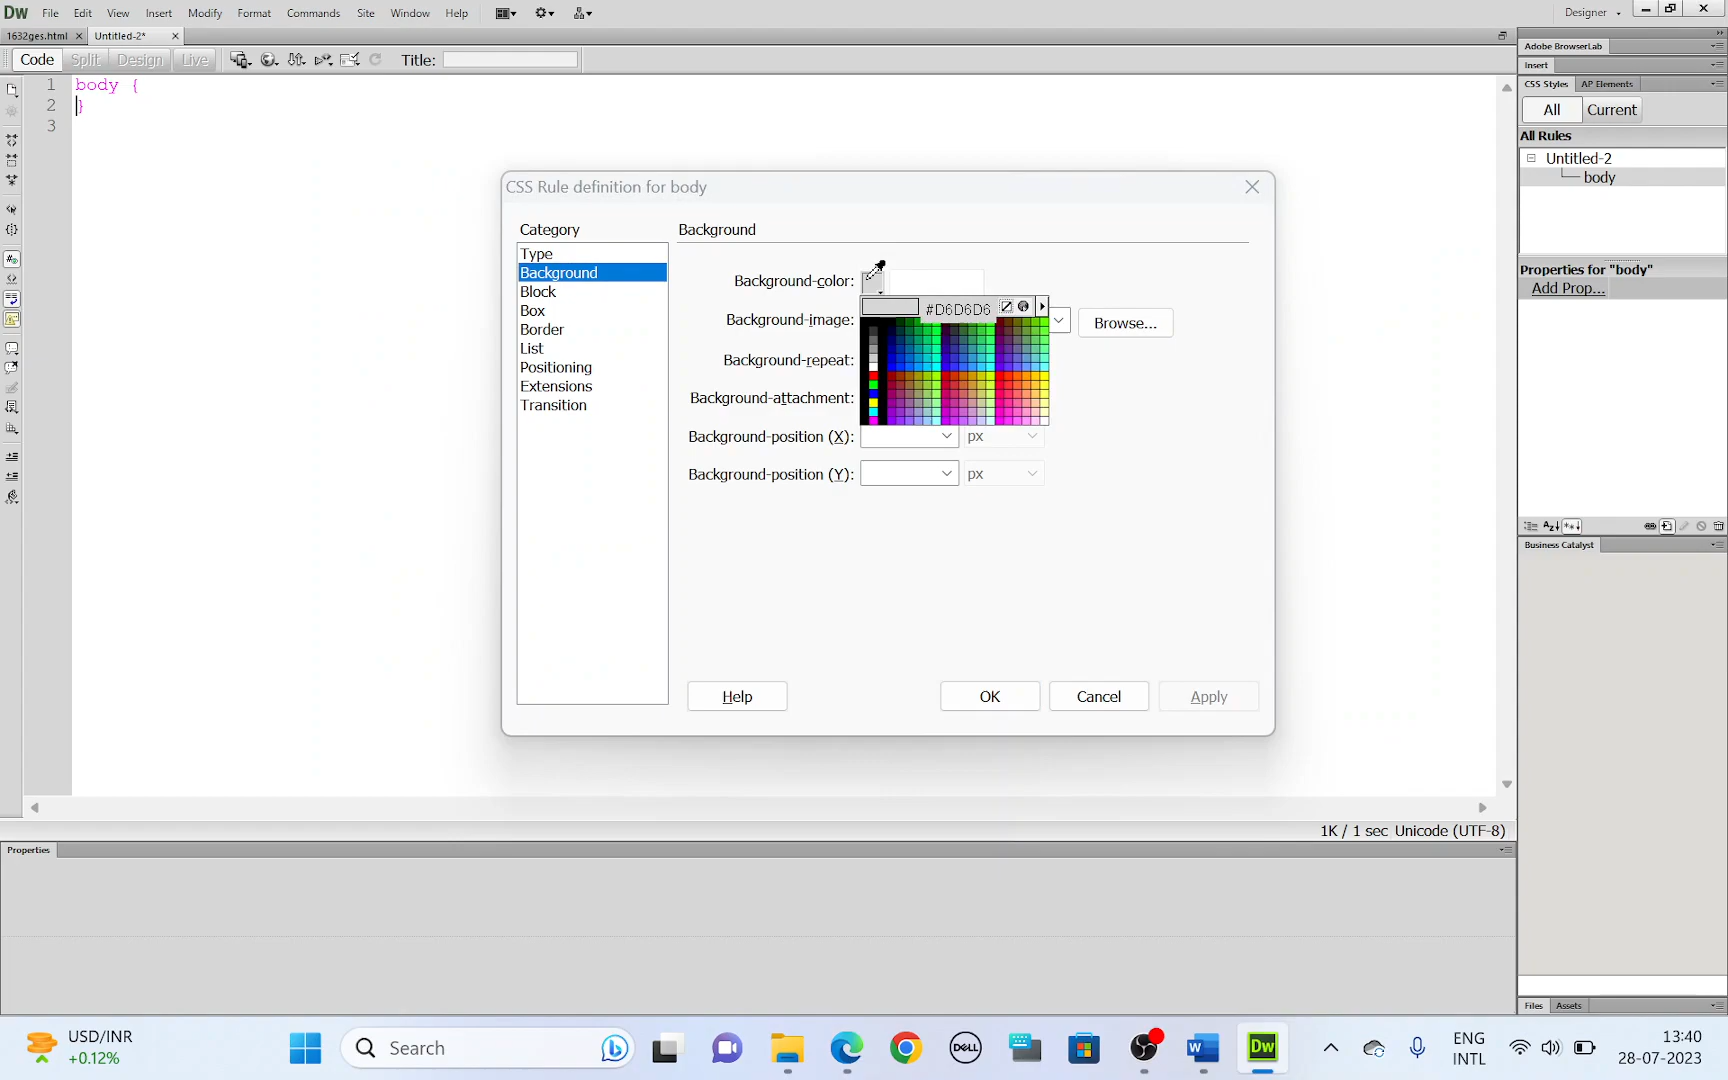 Dw File Edit View Insert Modify Format Commands Site Window Help Designer
1632ges.html Untitled-2*
Code Split Design Live Title:
1 body {
2 }
3
CSS Rule definition for body
Category
Type
Background
Block
Box
Border
List
Positioning
Extensions
Transition
Background
Background-color:
#D6D6D6
Background-image: Browse...
Background-repeat:
Background-attachment:
Background-position (X): px
Background-position (Y): px
Help OK Cancel Apply
Adobe BrowserLab
Insert
CSS Styles AP Elements
All Current
All Rules
Untitled-2
body
Properties for "body"
Add Prop...
Business Catalyst
Files Assets
1K / 1 sec Unicode (UTF-8)
Properties
USD/INR
+0.12%
Search
DELL
W
Dw
ENG
INTL
13:40
28-07-2023